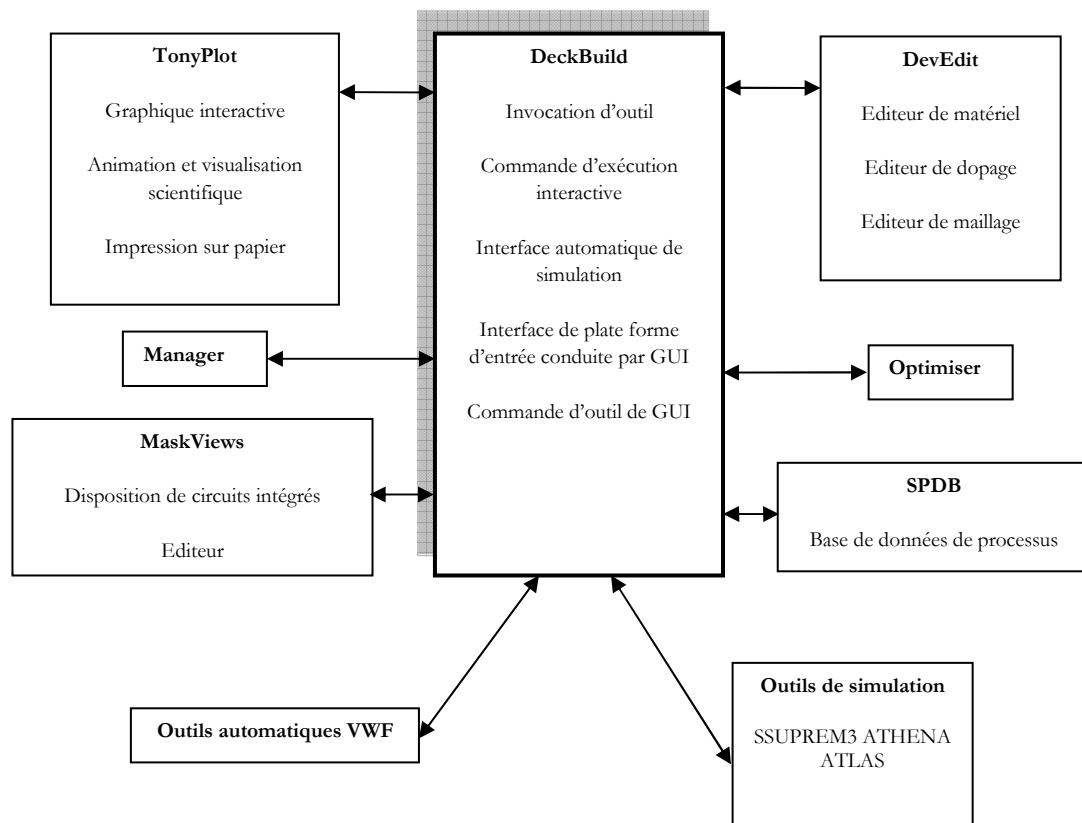 TonyPlot
Graphique interactive
Animation et visualisation
scientifique
Impression sur papier
DeckBuild
Invocation d'outil
Commande d'exécution
interactive
Interface automatique de
simulation
Interface de plate forme
d'entrée conduite par GUI
Commande d'outil de GUI
DevEdit
Editeur de matériel
Editeur de dopage
Editeur de maillage
Manager
Optimiser
MaskViews
Disposition de circuits intégrés
Editeur
SPDB
Base de données de processus
Outils automatiques VWF
Outils de simulation
SSUPREM3 ATHENA
ATLAS